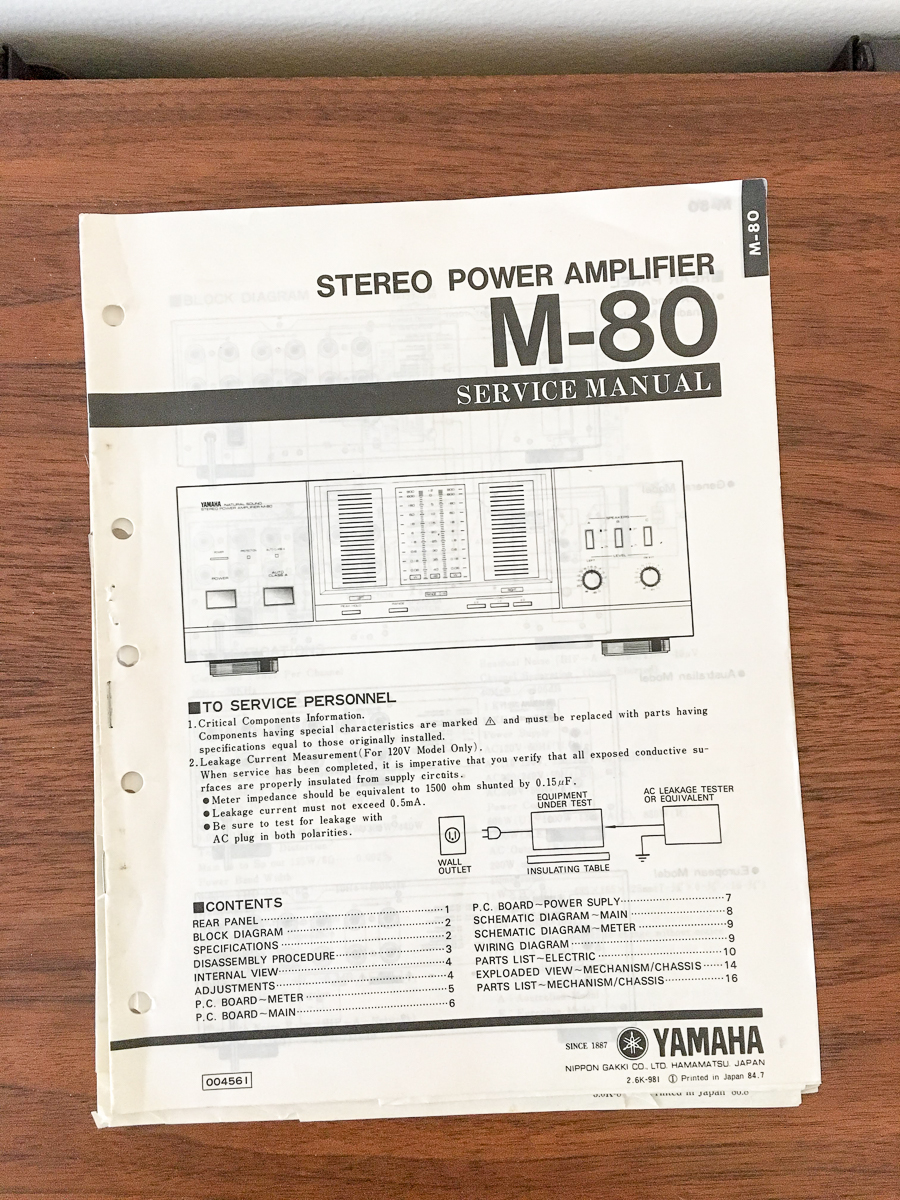 M-80
STEREO POWER AMPLIFIER
M-80
SERVICE MANUAL
YAMAHA NATURAL SOUND
STEREO POWER AMPLIFIER M-80
SPEAKERS
POWER
AUTO
CLASS A
LEVEL
■TO SERVICE PERSONNEL
1. Critical Components Information.
Components having special characteristics are marked ⚠ and must be replaced with parts having
specifications equal to those originally installed.
2. Leakage Current Measurement(For 120V Model Only).
When service has been completed, it is imperative that you verify that all exposed conductive su-
rfaces are properly insulated from supply circuits.
●Meter impedance should be equivalent to 1500 ohm shunted by 0.15μF.
●Leakage current must not exceed 0.5mA.
●Be sure to test for leakage with
AC plug in both polarities.
WALL
OUTLET
EQUIPMENT
UNDER TEST
INSULATING TABLE
AC LEAKAGE TESTER
OR EQUIVALENT
■CONTENTS
REAR PANEL 1
BLOCK DIAGRAM 2
SPECIFICATIONS 2
DISASSEMBLY PROCEDURE 3
INTERNAL VIEW 4
ADJUSTMENTS 4
P.C. BOARD~METER 5
P.C. BOARD~MAIN 6
P.C. BOARD~POWER SUPLY 7
SCHEMATIC DIAGRAM~MAIN 8
SCHEMATIC DIAGRAM~METER 9
WIRING DIAGRAM 9
PARTS LIST~ELECTRIC 10
EXPLOADED VIEW~MECHANISM/CHASSIS 14
PARTS LIST~MECHANISM/CHASSIS 16
SINCE 1887 YAMAHA
NIPPON GAKKI CO., LTD. HAMAMATSU, JAPAN
004561
2.6K-981 Ⓘ Printed in Japan 84.7